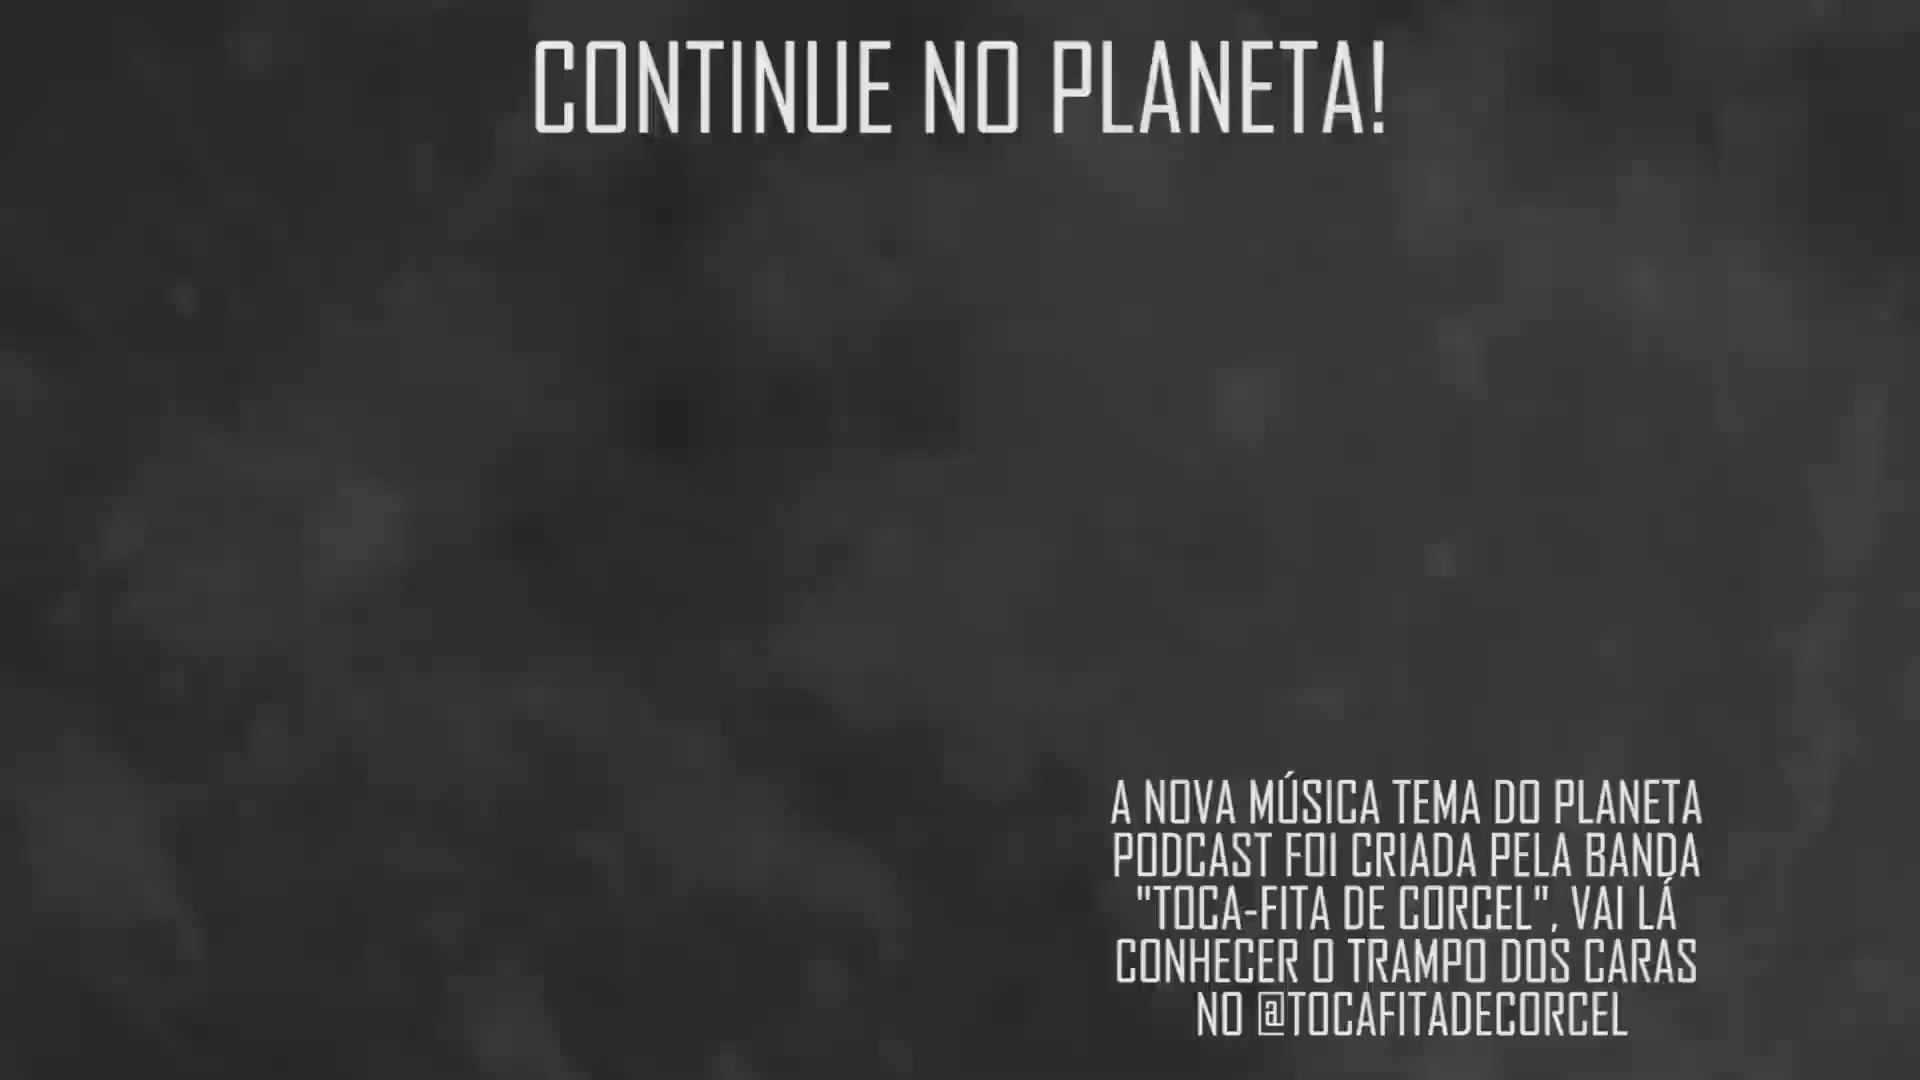 CONTINUE NO PLANETA!
A NOVA MÚSICA TEMA DO PLANETA
PODCAST FOI CRIADA PELA BANDA
"TOCA-FITA DE CORCEL", VAI LÁ
CONHECER O TRAMPO DOS CARAS
NO @TOCAFITADECORCEL